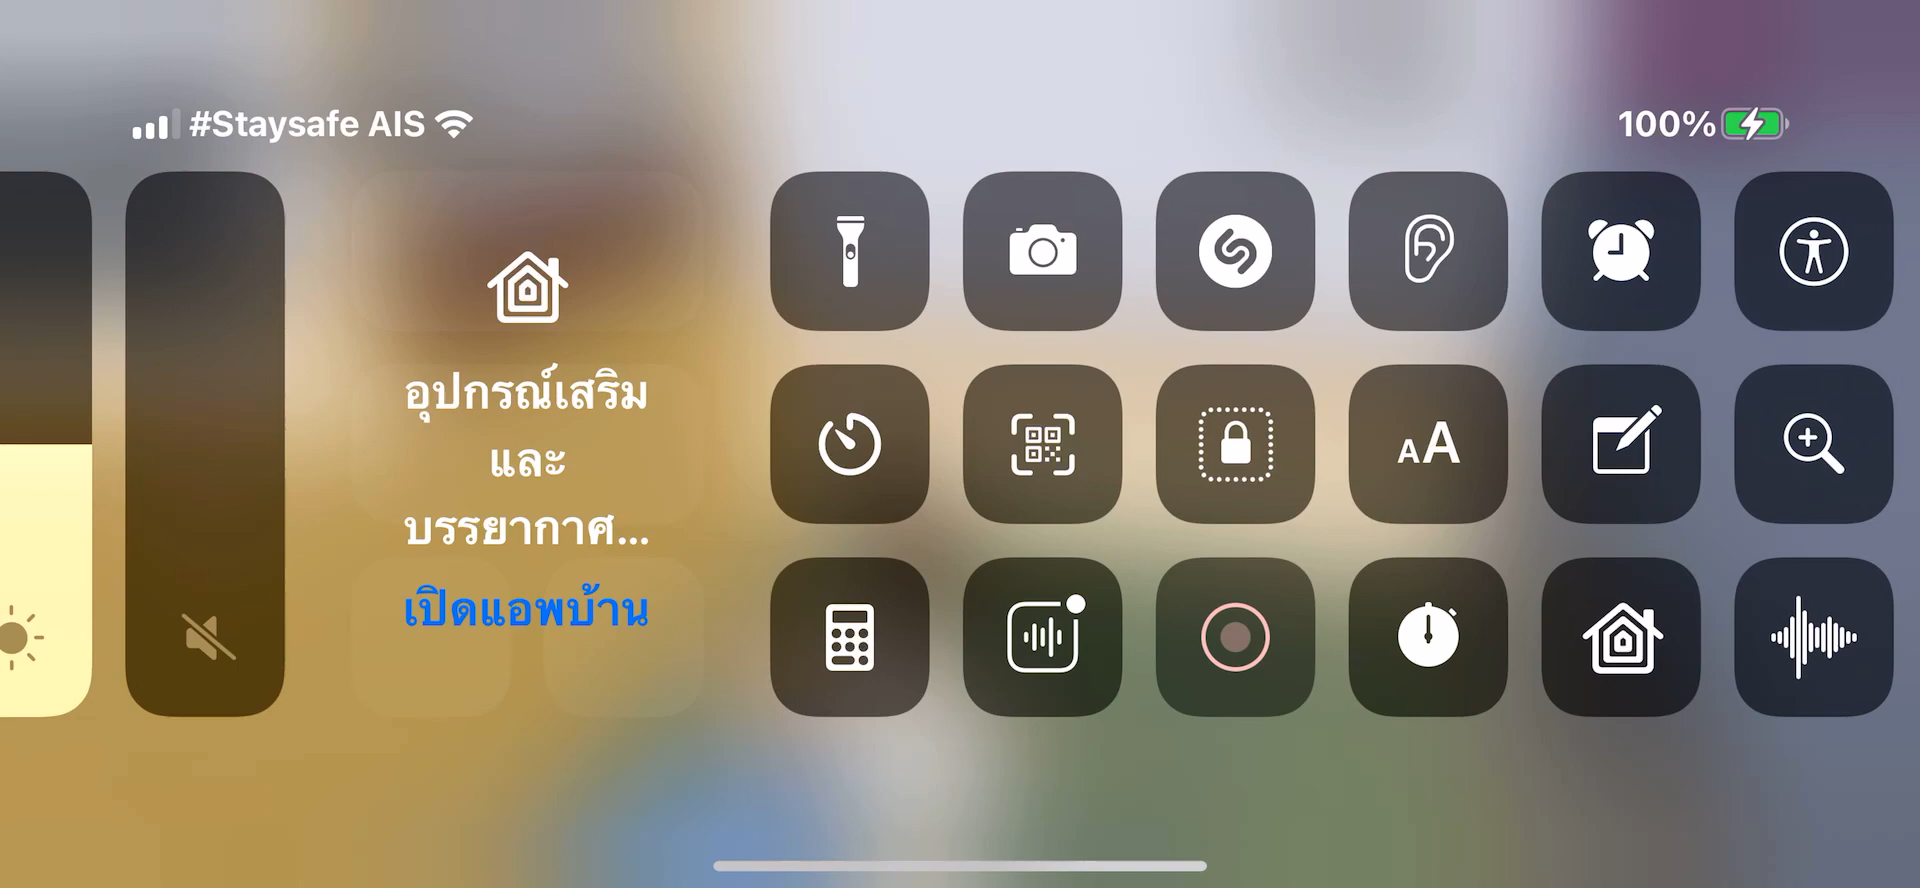 #Staysafe AIS
100%
อุปกรณ์เสริม
และ
บรรยากาศ...
เปิดแอพบ้าน
AA